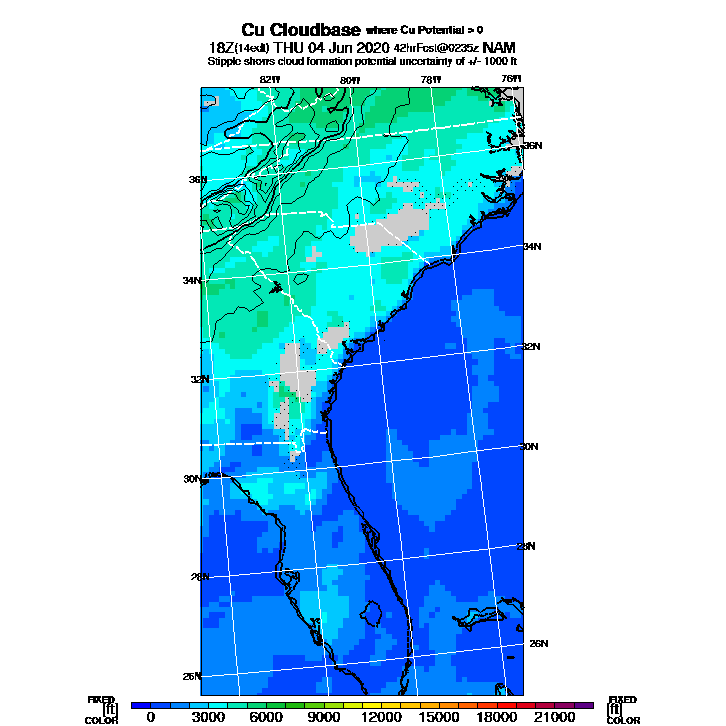 Cu Cloudbase where Cu Potential > 0
18Z(14edt) THU 04 Jun 2020 42hrFcst@0235z NAM
Stipple shows cloud formation potential uncertainty of +/- 1000 ft
82W 80W 78W 76W
36N
36N
34N
34N
32N
32N
30N
30N
28N
28N
26N
26N
FIXED FIXED
[ft] [ft]
COLOR 0 3000 6000 9000 12000 15000 18000 21000 COLOR